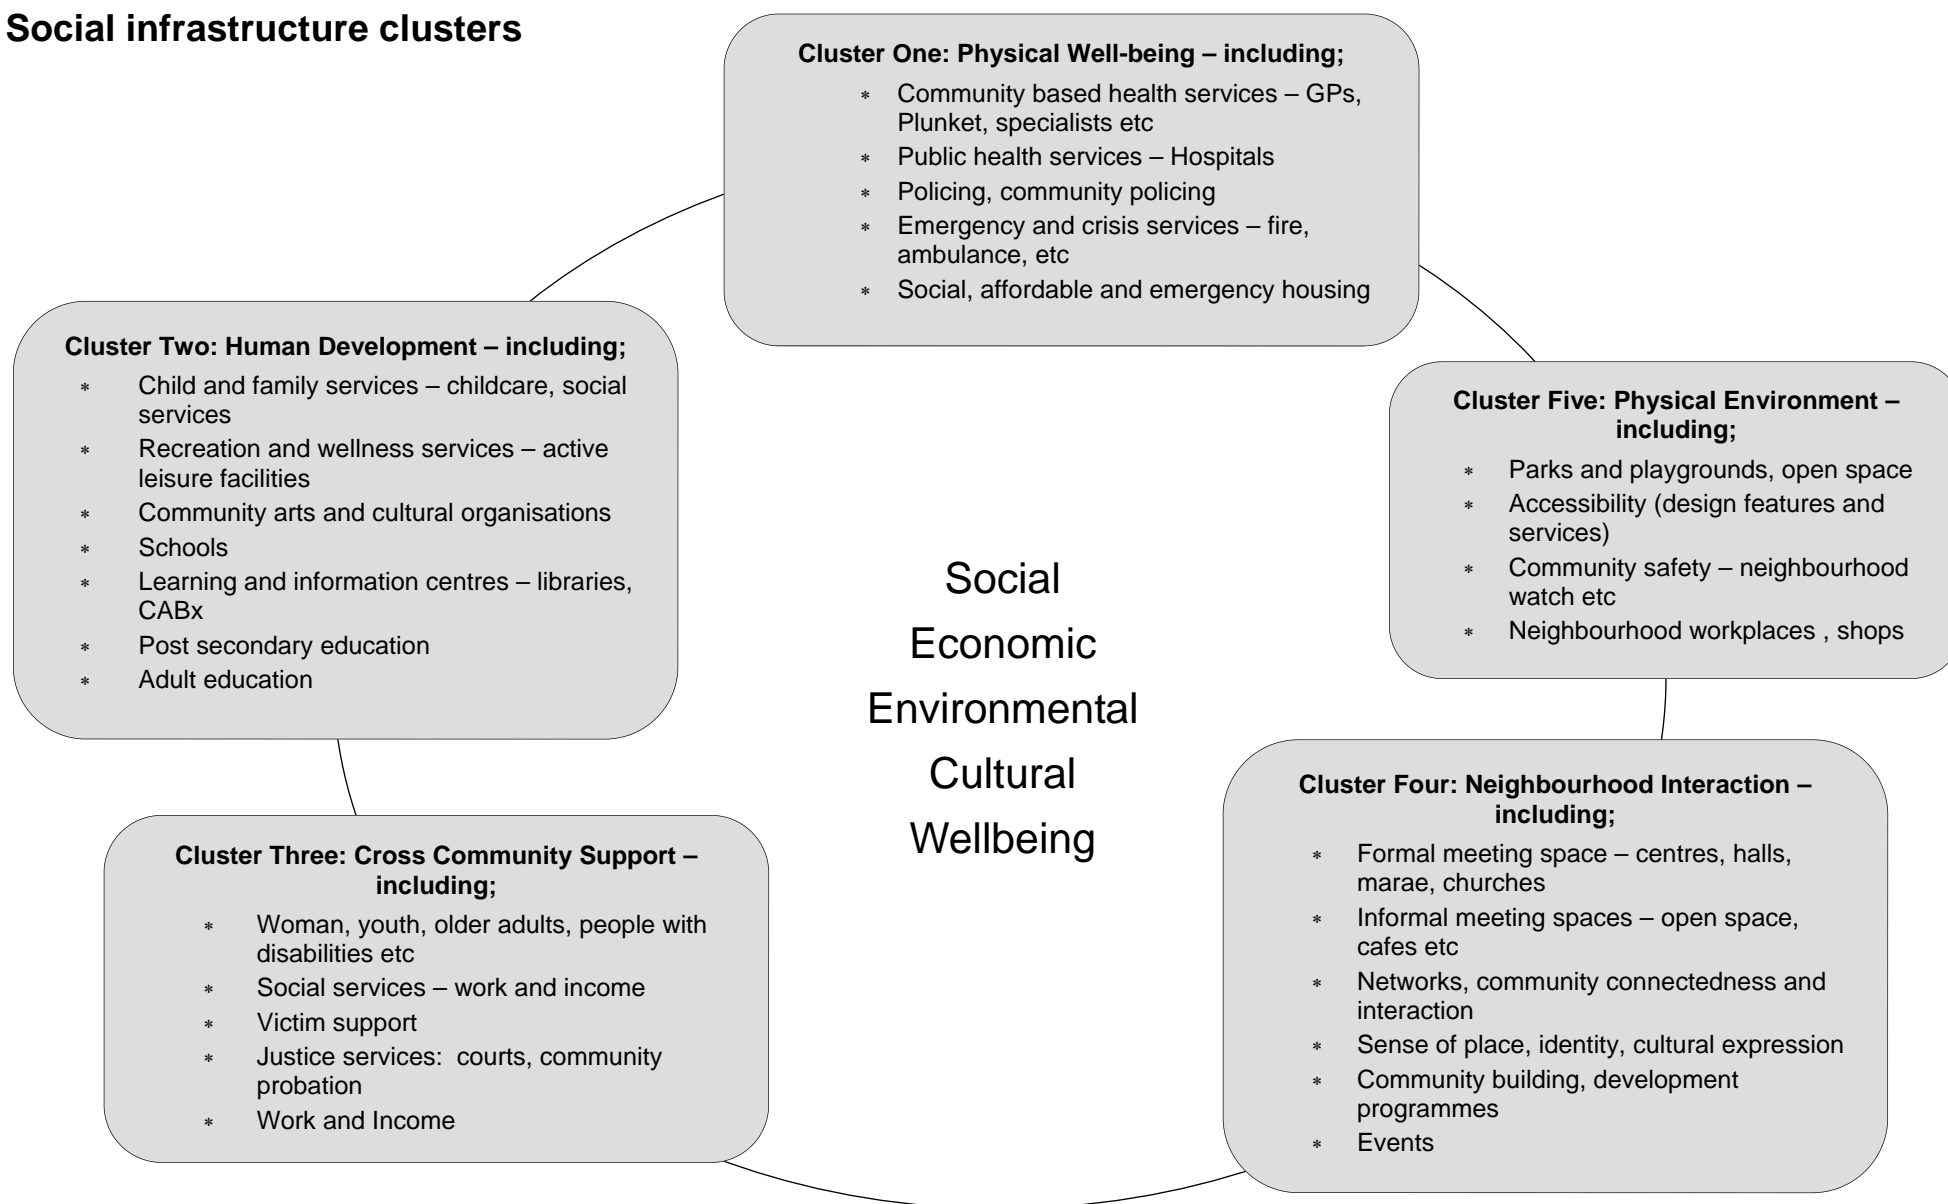 Social infrastructure clusters
Cluster One: Physical Well-being – including;
* Community based health services – GPs,
Plunket, specialists etc
* Public health services – Hospitals
* Policing, community policing
* Emergency and crisis services – fire,
ambulance, etc
* Social, affordable and emergency housing
Cluster Two: Human Development – including;
* Child and family services – childcare, social
services
* Recreation and wellness services – active
leisure facilities
* Community arts and cultural organisations
* Schools
* Learning and information centres – libraries,
CABx
* Post secondary education
* Adult education
Cluster Five: Physical Environment –
including;
* Parks and playgrounds, open space
* Accessibility (design features and
services)
* Community safety – neighbourhood
watch etc
* Neighbourhood workplaces , shops
Social
Economic
Environmental
Cultural
Wellbeing
Cluster Three: Cross Community Support –
including;
* Woman, youth, older adults, people with
disabilities etc
* Social services – work and income
* Victim support
* Justice services:  courts, community
probation
* Work and Income
Cluster Four: Neighbourhood Interaction –
including;
* Formal meeting space – centres, halls,
marae, churches
* Informal meeting spaces – open space,
cafes etc
* Networks, community connectedness and
interaction
* Sense of place, identity, cultural expression
* Community building, development
programmes
* Events